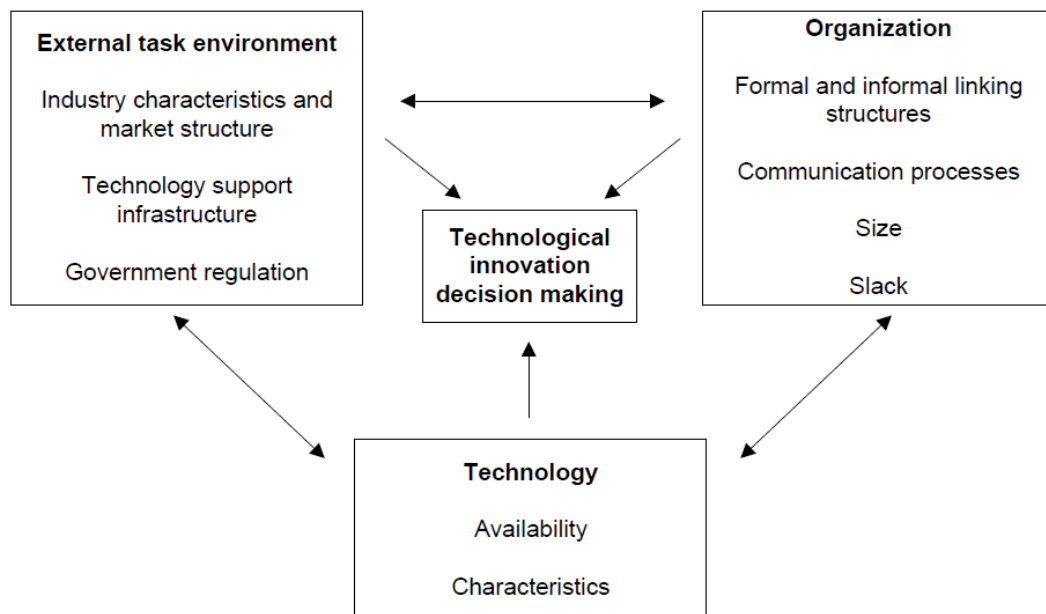 External task environment
Industry characteristics and
market structure
Technology support
infrastructure
Government regulation
Organization
Formal and informal linking
structures
Communication processes
Size
Slack
Technological
innovation
decision making
Technology
Availability
Characteristics